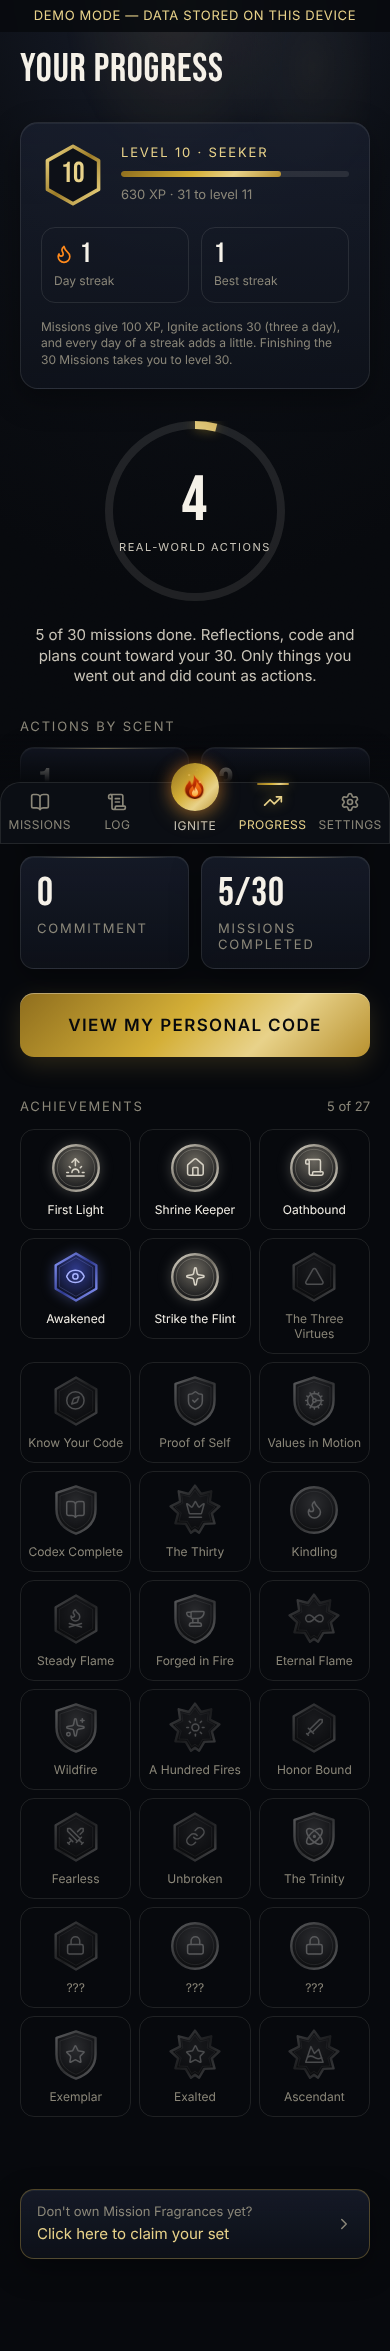 DEMO MODE — DATA STORED ON THIS DEVICE
YOUR PROGRESS
10
LEVEL 10 · SEEKER
630 XP · 31 to level 11
1
Day streak
1
Best streak
Missions give 100 XP, Ignite actions 30 (three a day),
and every day of a streak adds a little. Finishing the
30 Missions takes you to level 30.
4
REAL-WORLD ACTIONS
5 of 30 missions done. Reflections, code and
plans count toward your 30. Only things you
went out and did count as actions.
ACTIONS BY SCENT
MISSIONS
LOG
IGNITE
PROGRESS
SETTINGS
0
COMMITMENT
5/30
MISSIONS
COMPLETED
VIEW MY PERSONAL CODE
ACHIEVEMENTS
5 of 27
First Light
Shrine Keeper
Oathbound
Awakened
Strike the Flint
The Three
Virtues
Know Your Code
Proof of Self
Values in Motion
Codex Complete
The Thirty
Kindling
Steady Flame
Forged in Fire
Eternal Flame
Wildfire
A Hundred Fires
Honor Bound
Fearless
Unbroken
The Trinity
???
???
???
Exemplar
Exalted
Ascendant
Don't own Mission Fragrances yet?
Click here to claim your set